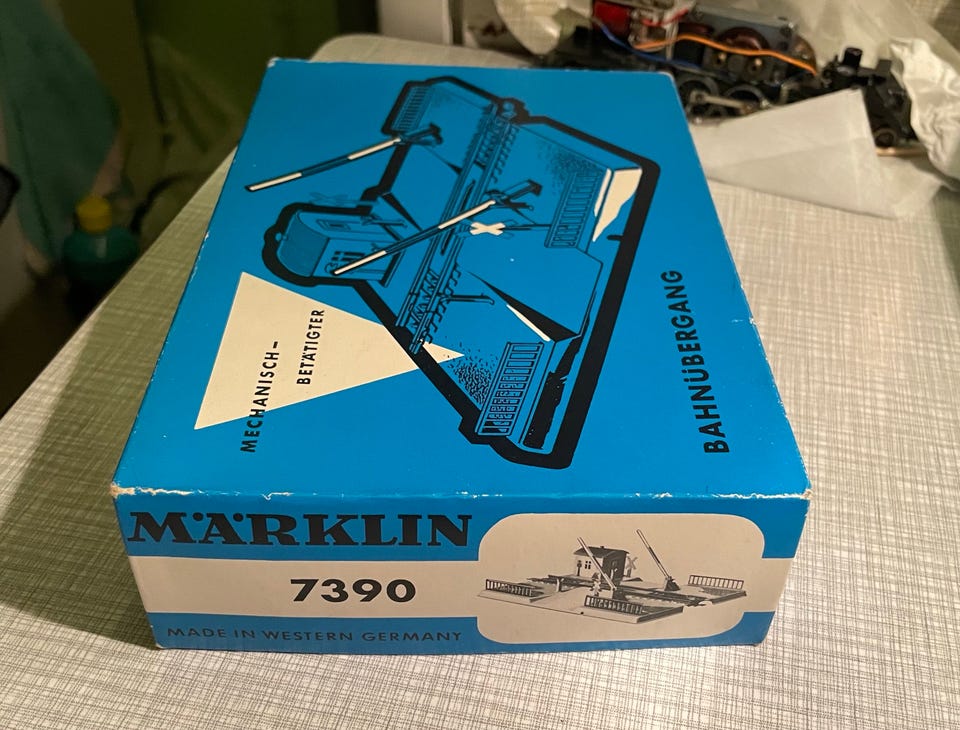 MECHANISCH-
BETÄTIGTER
BAHNÜBERGANG
MÄRKLIN
7390
MADE IN WESTERN GERMANY